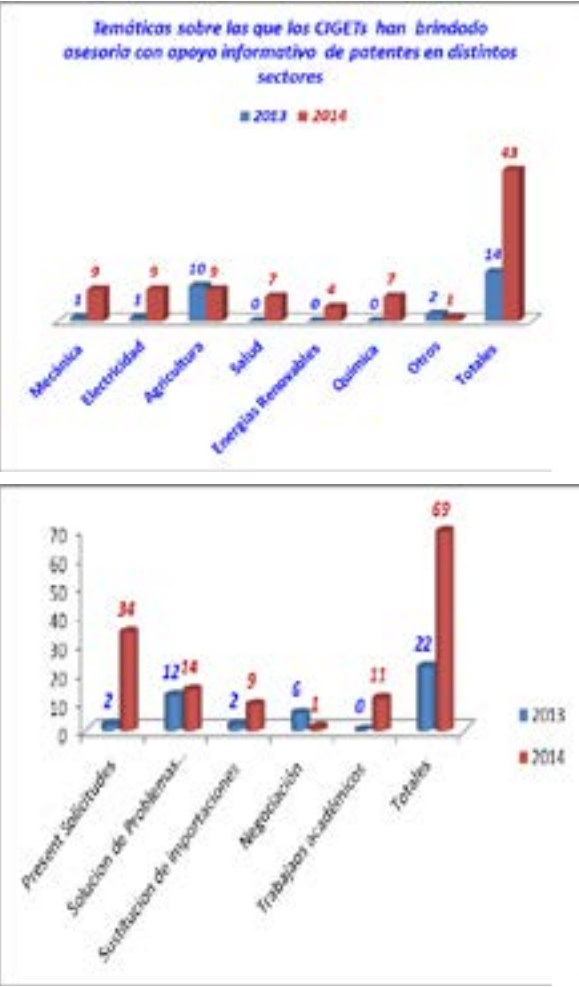 Temáticas sobre las que los CIGETs han brindado
asesoria con apoyo informativo de patentes en distintos
sectores
2013 2014
1 9 1 9 10 9 0 7 0 4 0 7 2 1 14 43
Mecánica Electricidad Agricultura Salud Energías Renovables Química Otros Totales
70
60
50
40
30
20
10
0
2 34 12 14 2 9 6 1 0 11 22 69
2013
2014
Present Solicitudes Solucion de Problemas... Sustitucion de importaciones Negociación Trabajaos académicos Totales